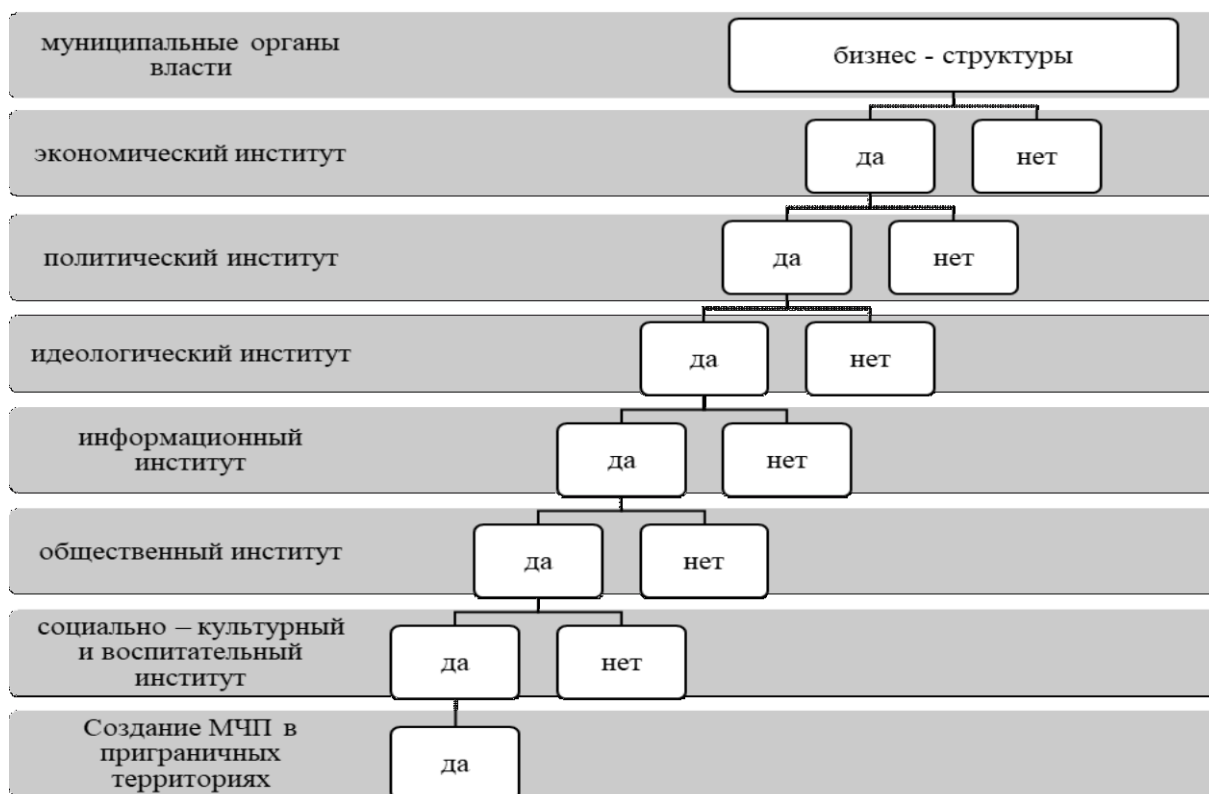 муниципальные органы
власти
бизнес - структуры
экономический институт
да
нет
политический институт
да
нет
идеологический институт
да
нет
информационный
институт
да
нет
общественный институт
да
нет
социально – культурный
и воспитательный
институт
да
нет
Создание МЧП в
приграничных
территориях
да